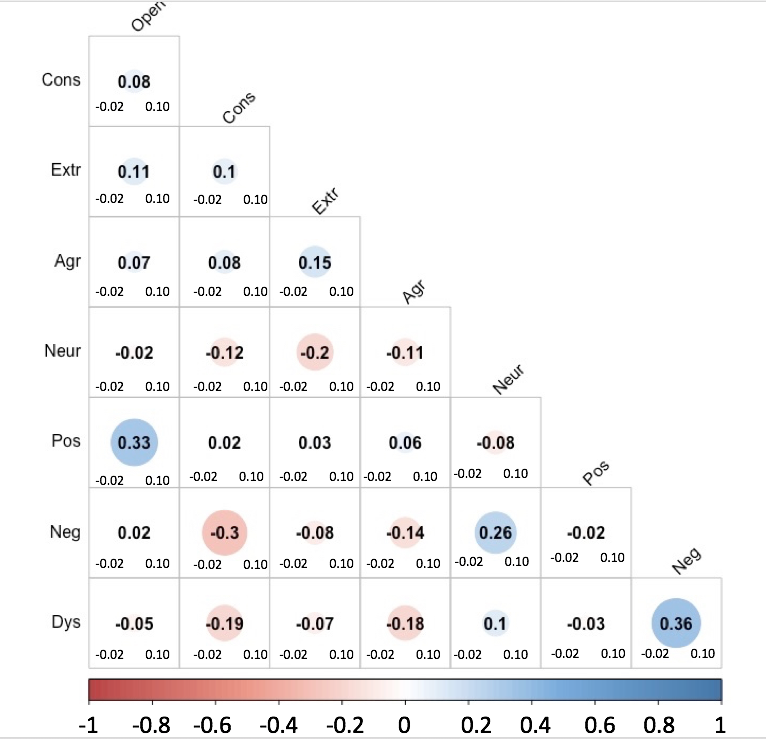 Open
Cons 0.08
-0.02 0.10 Cons
Extr 0.11 0.1
-0.02 0.10 -0.02 0.10 Extr
Agr 0.07 0.08 0.15
-0.02 0.10 -0.02 0.10 -0.02 0.10 Agr
Neur -0.02 -0.12 -0.2 -0.11
-0.02 0.10 -0.02 0.10 -0.02 0.10 -0.02 0.10 Neur
Pos 0.33 0.02 0.03 0.06 -0.08
-0.02 0.10 -0.02 0.10 -0.02 0.10 -0.02 0.10 -0.02 0.10 Pos
Neg 0.02 -0.3 -0.08 -0.14 0.26 -0.02
-0.02 0.10 -0.02 0.10 -0.02 0.10 -0.02 0.10 -0.02 0.10 -0.02 0.10 Neg
Dys -0.05 -0.19 -0.07 -0.18 0.1 -0.03 0.36
-0.02 0.10 -0.02 0.10 -0.02 0.10 -0.02 0.10 -0.02 0.10 -0.02 0.10 -0.02 0.10
-1 -0.8 -0.6 -0.4 -0.2 0 0.2 0.4 0.6 0.8 1